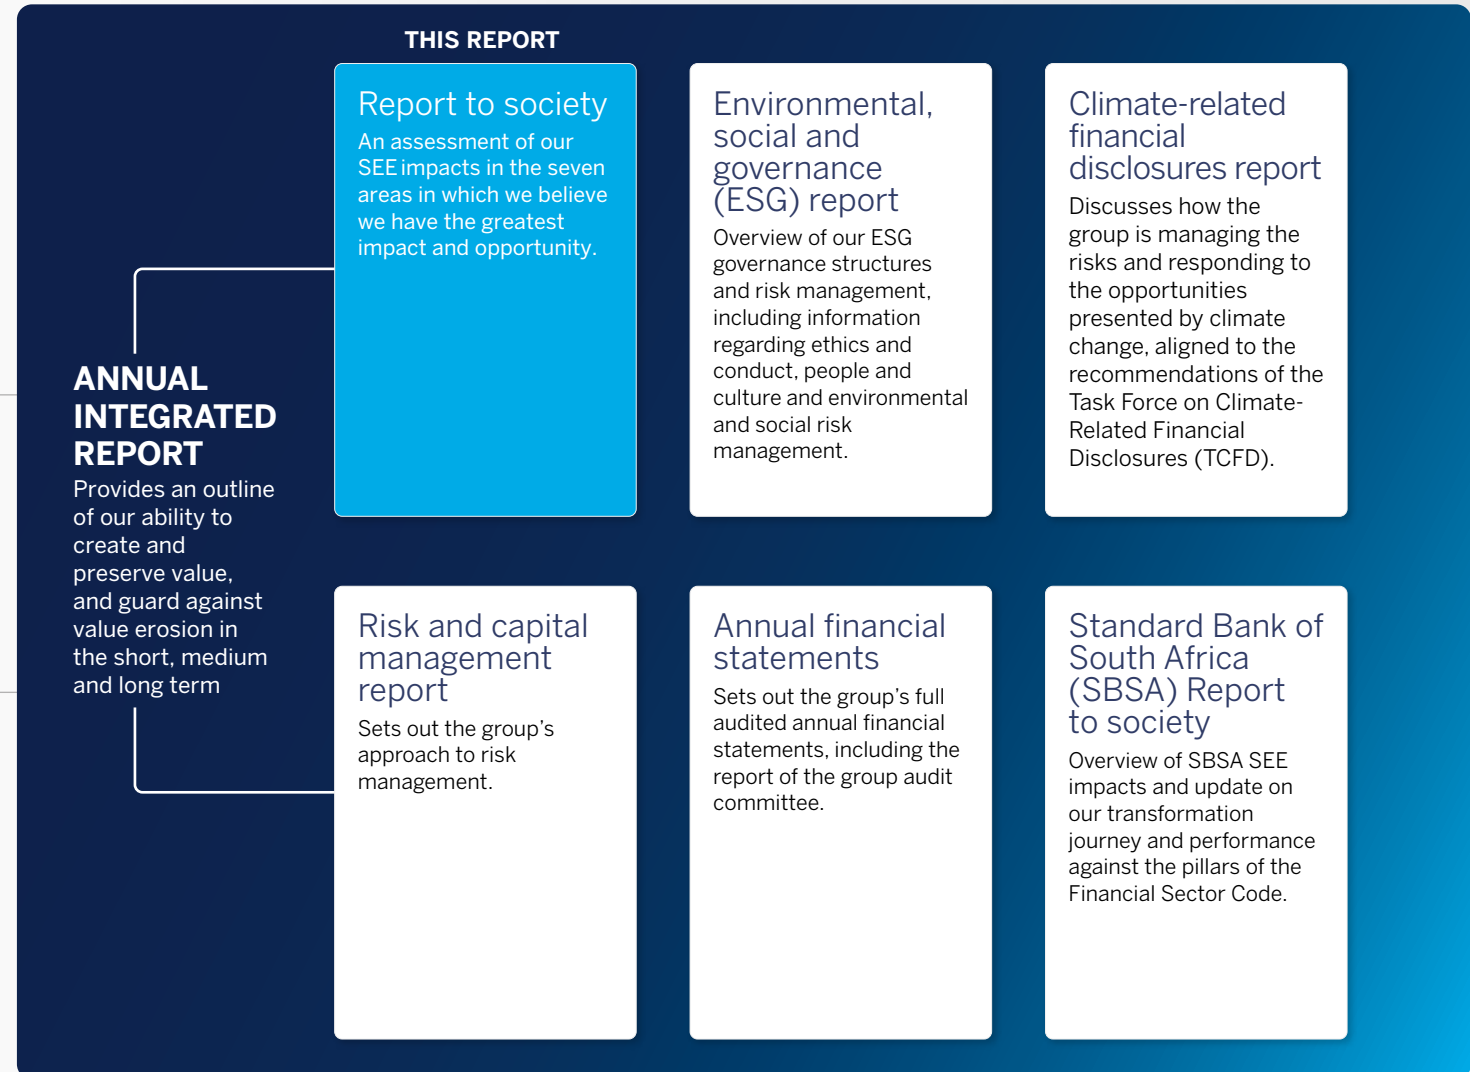 THIS REPORT
Report to society
An assessment of our
SEE impacts in the seven
areas in which we believe
we have the greatest
impact and opportunity.
Environmental,
social and
governance
(ESG) report
Overview of our ESG
governance structures
and risk management,
including information
regarding ethics and
conduct, people and
culture and environmental
and social risk
management.
Climate-related
financial
disclosures report
Discusses how the
group is managing the
risks and responding to
the opportunities
presented by climate
change, aligned to the
recommendations of the
Task Force on Climate-
Related Financial
Disclosures (TCFD).
ANNUAL
INTEGRATED
REPORT
Provides an outline
of our ability to
create and
preserve value,
and guard against
value erosion in
the short, medium
and long term
Risk and capital
management
report
Sets out the group’s
approach to risk
management.
Annual financial
statements
Sets out the group’s full
audited annual financial
statements, including the
report of the group audit
committee.
Standard Bank of
South Africa
(SBSA) Report
to society
Overview of SBSA SEE
impacts and update on
our transformation
journey and performance
against the pillars of the
Financial Sector Code.